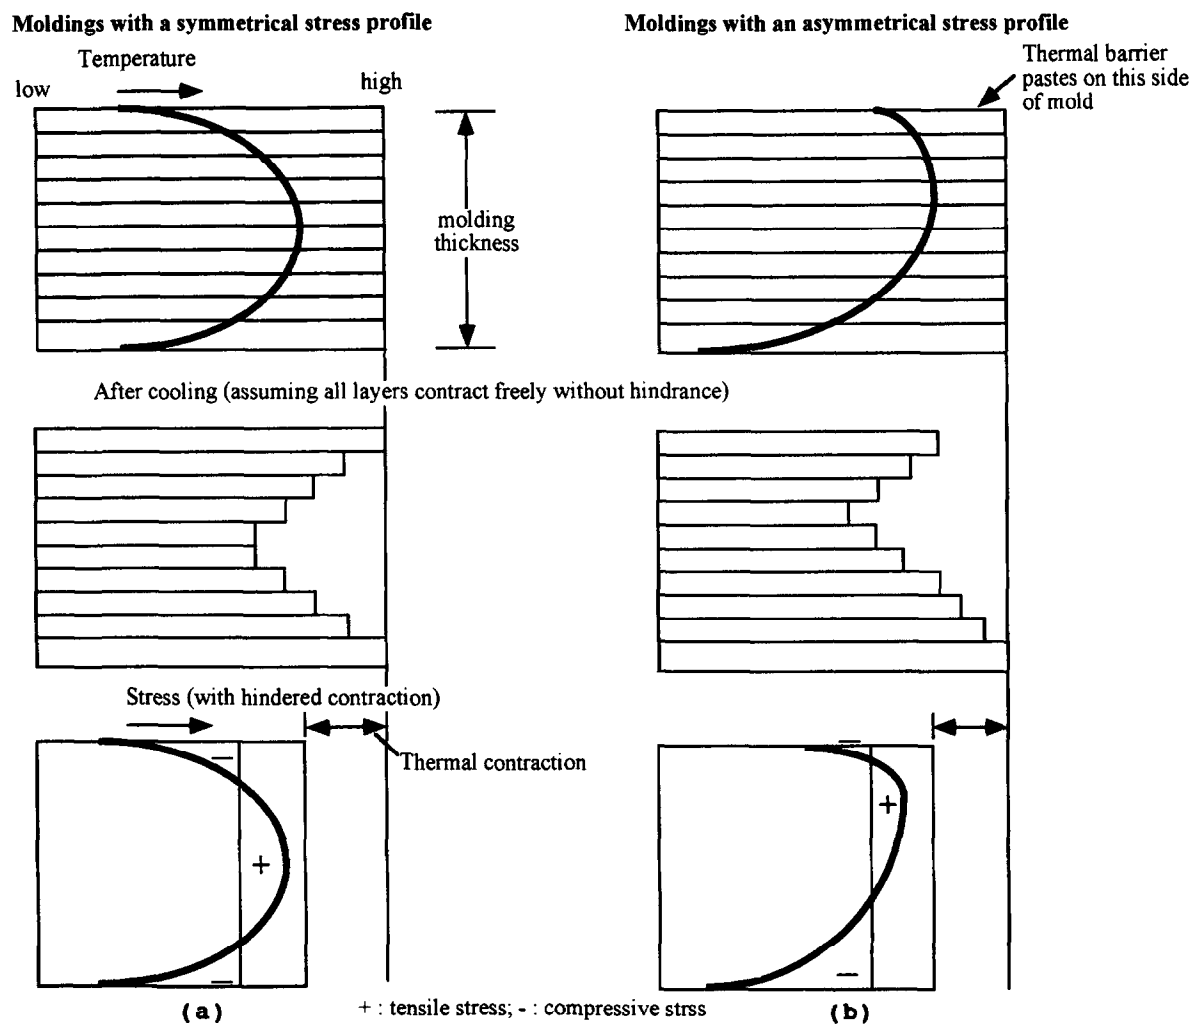 Moldings with a symmetrical stress profile
Moldings with an asymmetrical stress profile
Temperature
low
high
Thermal barrier
pastes on this side
of mold
molding
thickness
After cooling (assuming all layers contract freely without hindrance)
Stress (with hindered contraction)
Thermal contraction
−
+
−
−
+
−
(a)
+ : tensile stress; - : compressive strss
(b)